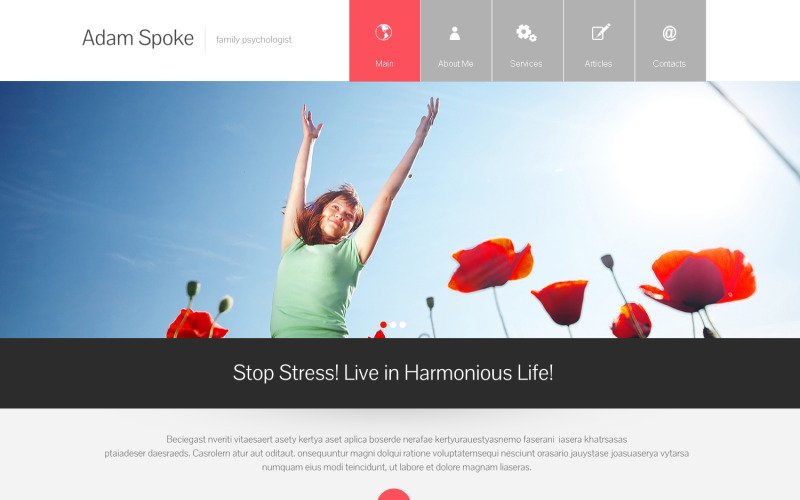 Adam Spoke
family psychologist
Main
About Me
Services
Articles
Contacts
Stop Stress! Live in Harmonious Life!
Beciegast nveriti vitaesaert asety kertya aset aplica boserde nerafae kertyurauestyasnemo faserani iasera khatrsasas
ptaiadeser daesraeds. Casrolern atur aut oditaut. onsequuntur magni dolqui ratione voluptatemsequi nesciunt orasario jauystase joasuaserya vytarsa
numquam eius modi teincidunt, ut labore et dolore magnam liaseras.